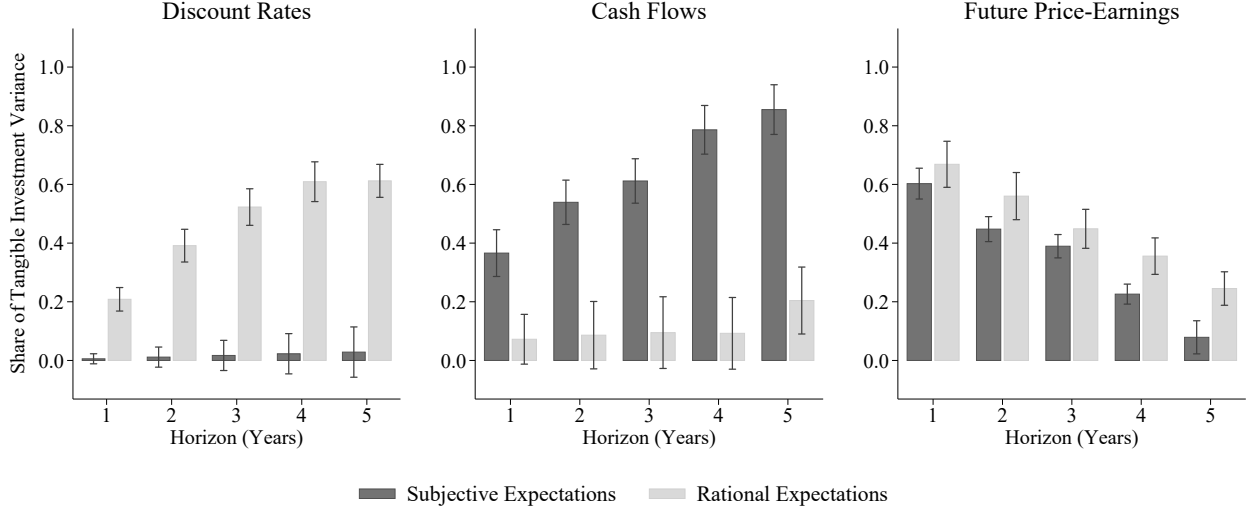 Discount Rates
Cash Flows
Future Price-Earnings
Share of Tangible Investment Variance
1.0
0.8
0.6
0.4
0.2
0.0
1 2 3 4 5
Horizon (Years)
1.0
0.8
0.6
0.4
0.2
0.0
1 2 3 4 5
Horizon (Years)
1.0
0.8
0.6
0.4
0.2
0.0
1 2 3 4 5
Horizon (Years)
Subjective Expectations
Rational Expectations